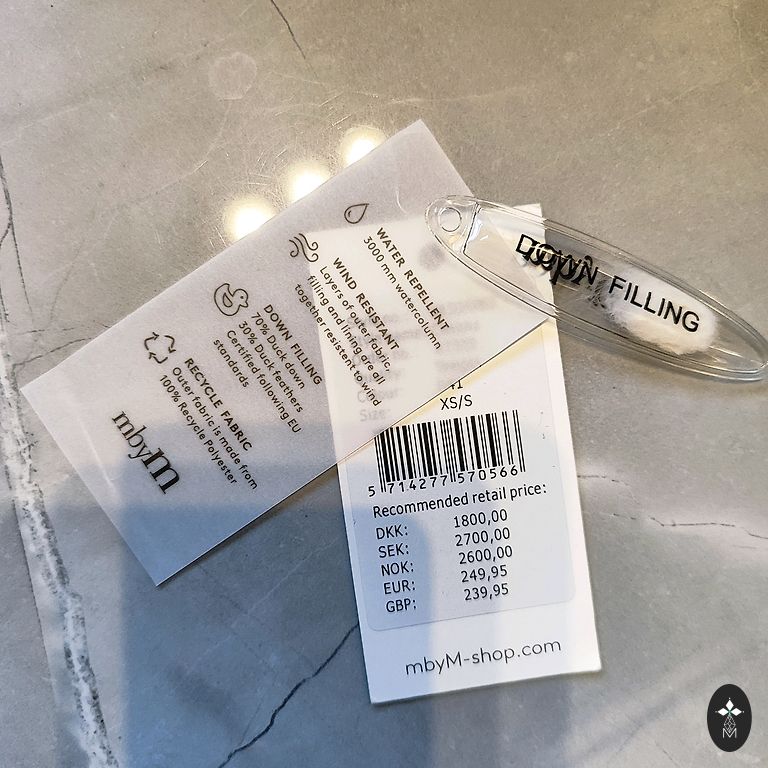 WATER REPELLENT
3000 mm watercolumn
WIND RESISTANT
Layers of outer fabric,
filling and lining are all
together resistent to wind
DOWN FILLING
70% Duck down
30% Duck feathers
Certified following EU
standards
RECYCLE FABRIC
Outer fabric is made from
100% Recycle Polyester
mbyM
DOWN FILLING
Size:
XS/S
5 714277 570566
Recommended retail price:
DKK: 1800,00
SEK: 2700,00
NOK: 2600,00
EUR: 249,95
GBP: 239,95
mbyM-shop.com
M